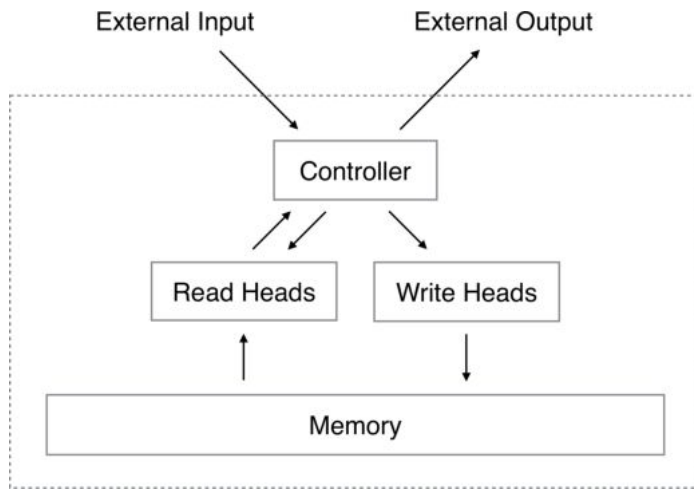 External Input
External Output
Controller
Read Heads
Write Heads
Memory